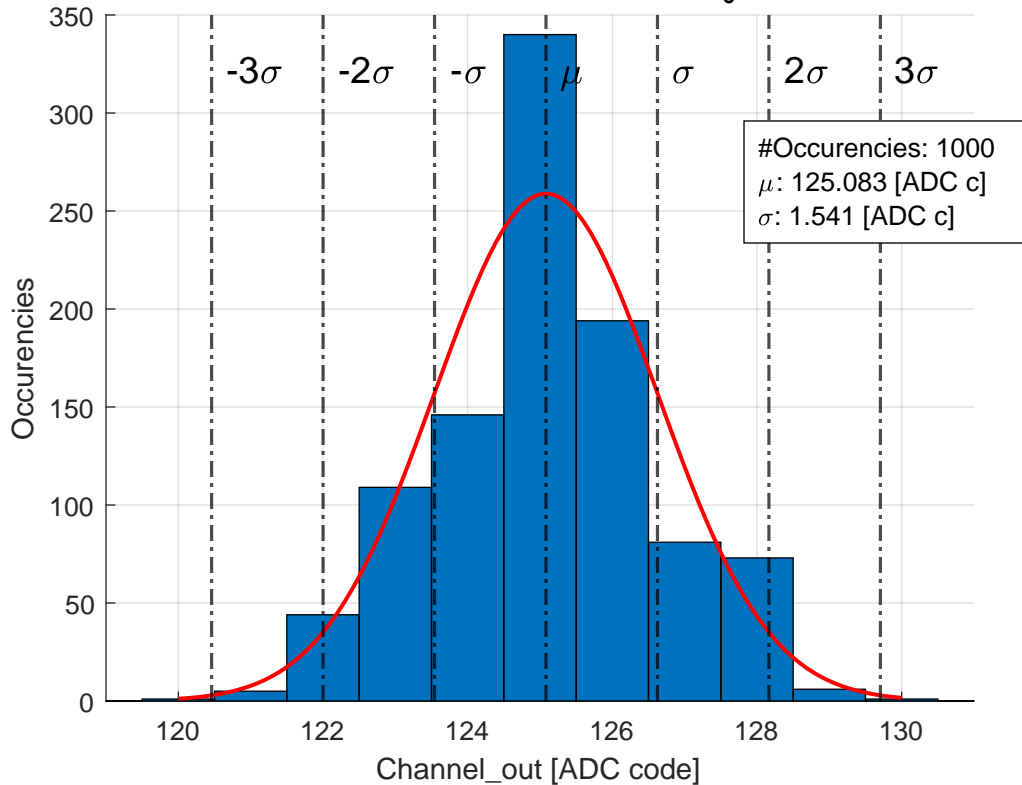 350
300
250
200
150
100
50
0
-3σ
-2σ
-σ
μ
σ
2σ
3σ
#Occurencies: 1000
μ: 125.083 [ADC c]
σ: 1.541 [ADC c]
Occurencies
120
122
124
126
128
130
Channel_out [ADC code]